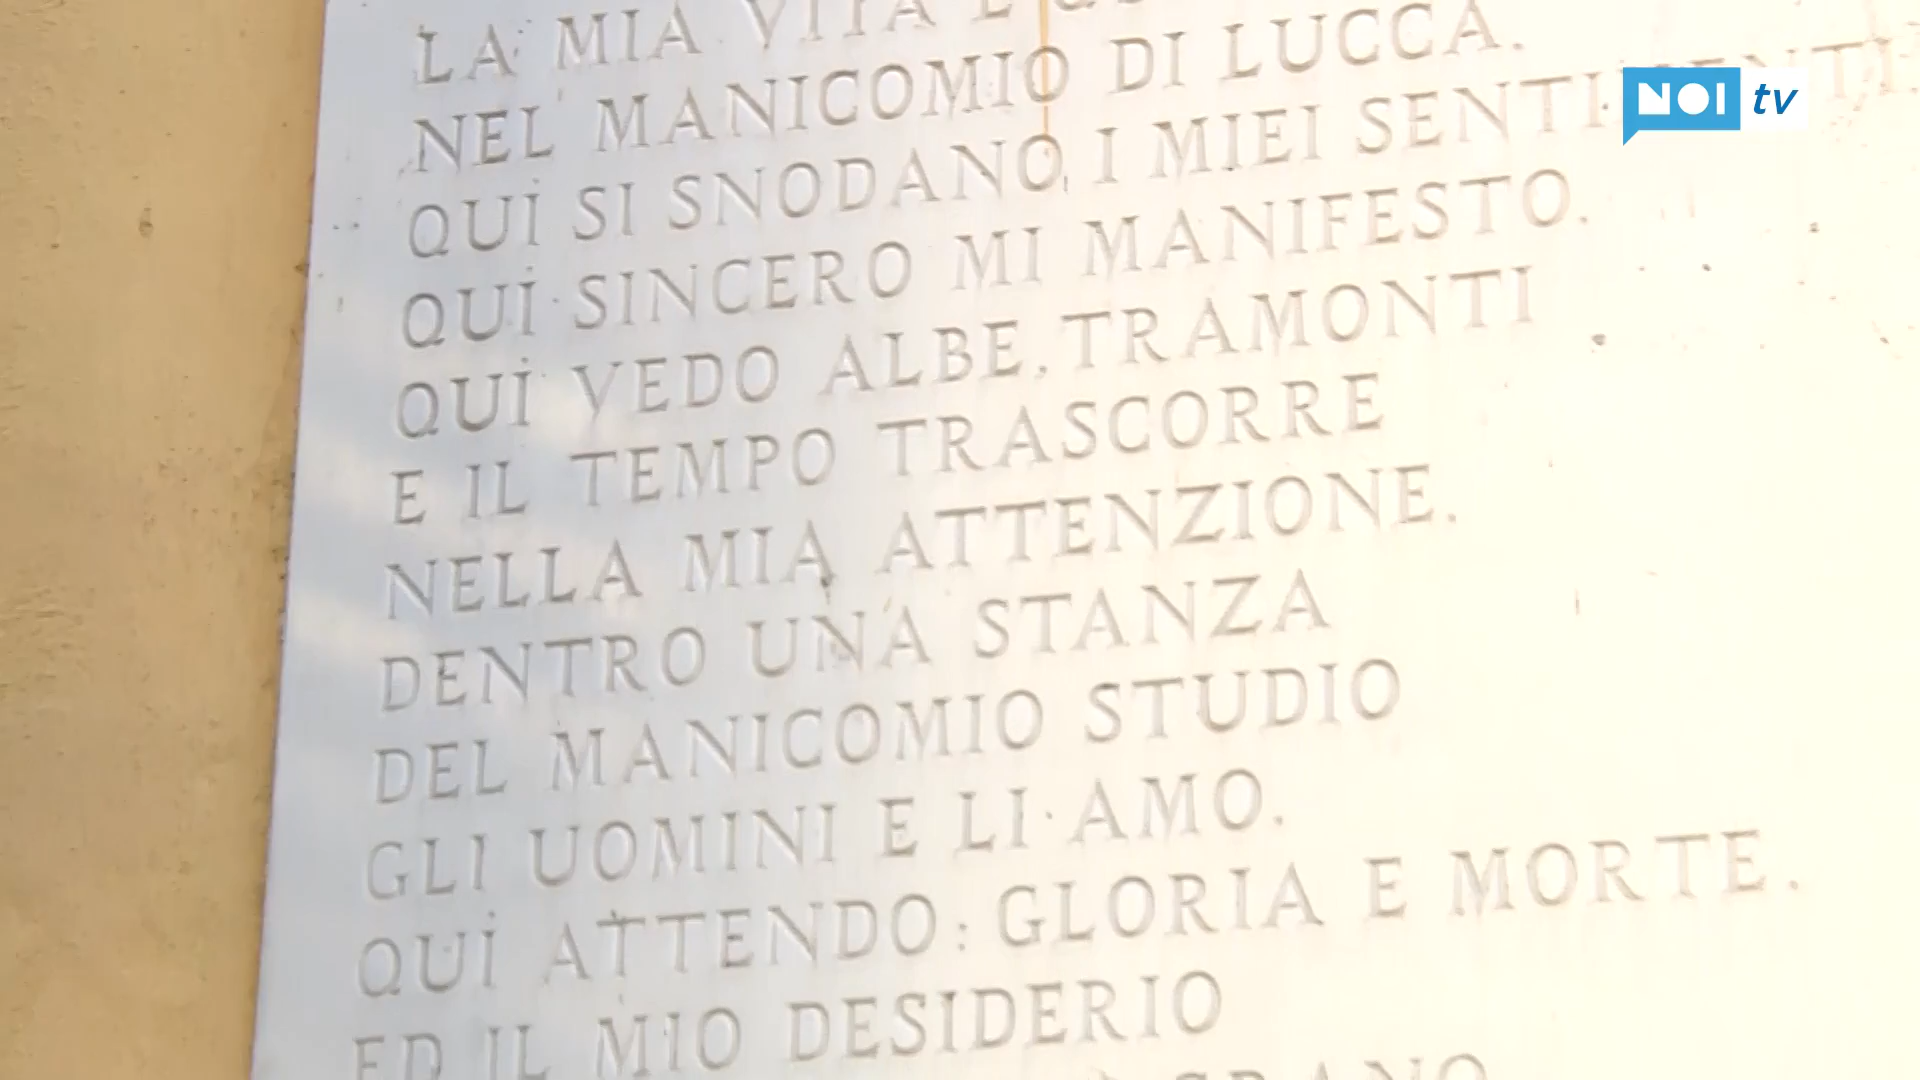 LA MIA VITA È
NEL MANICOMIO DI LUCCA.
QUI SI SNODANO I MIEI SENTIMENTI.
QUI SINCERO MI MANIFESTO.
QUI VEDO ALBE, TRAMONTI
E IL TEMPO TRASCORRE
NELLA MIA ATTENZIONE.
DENTRO UNA STANZA
DEL MANICOMIO STUDIO
GLI UOMINI E LI AMO.
QUI ATTENDO: GLORIA E MORTE.
ED IL MIO DESIDERIO
NOI tv